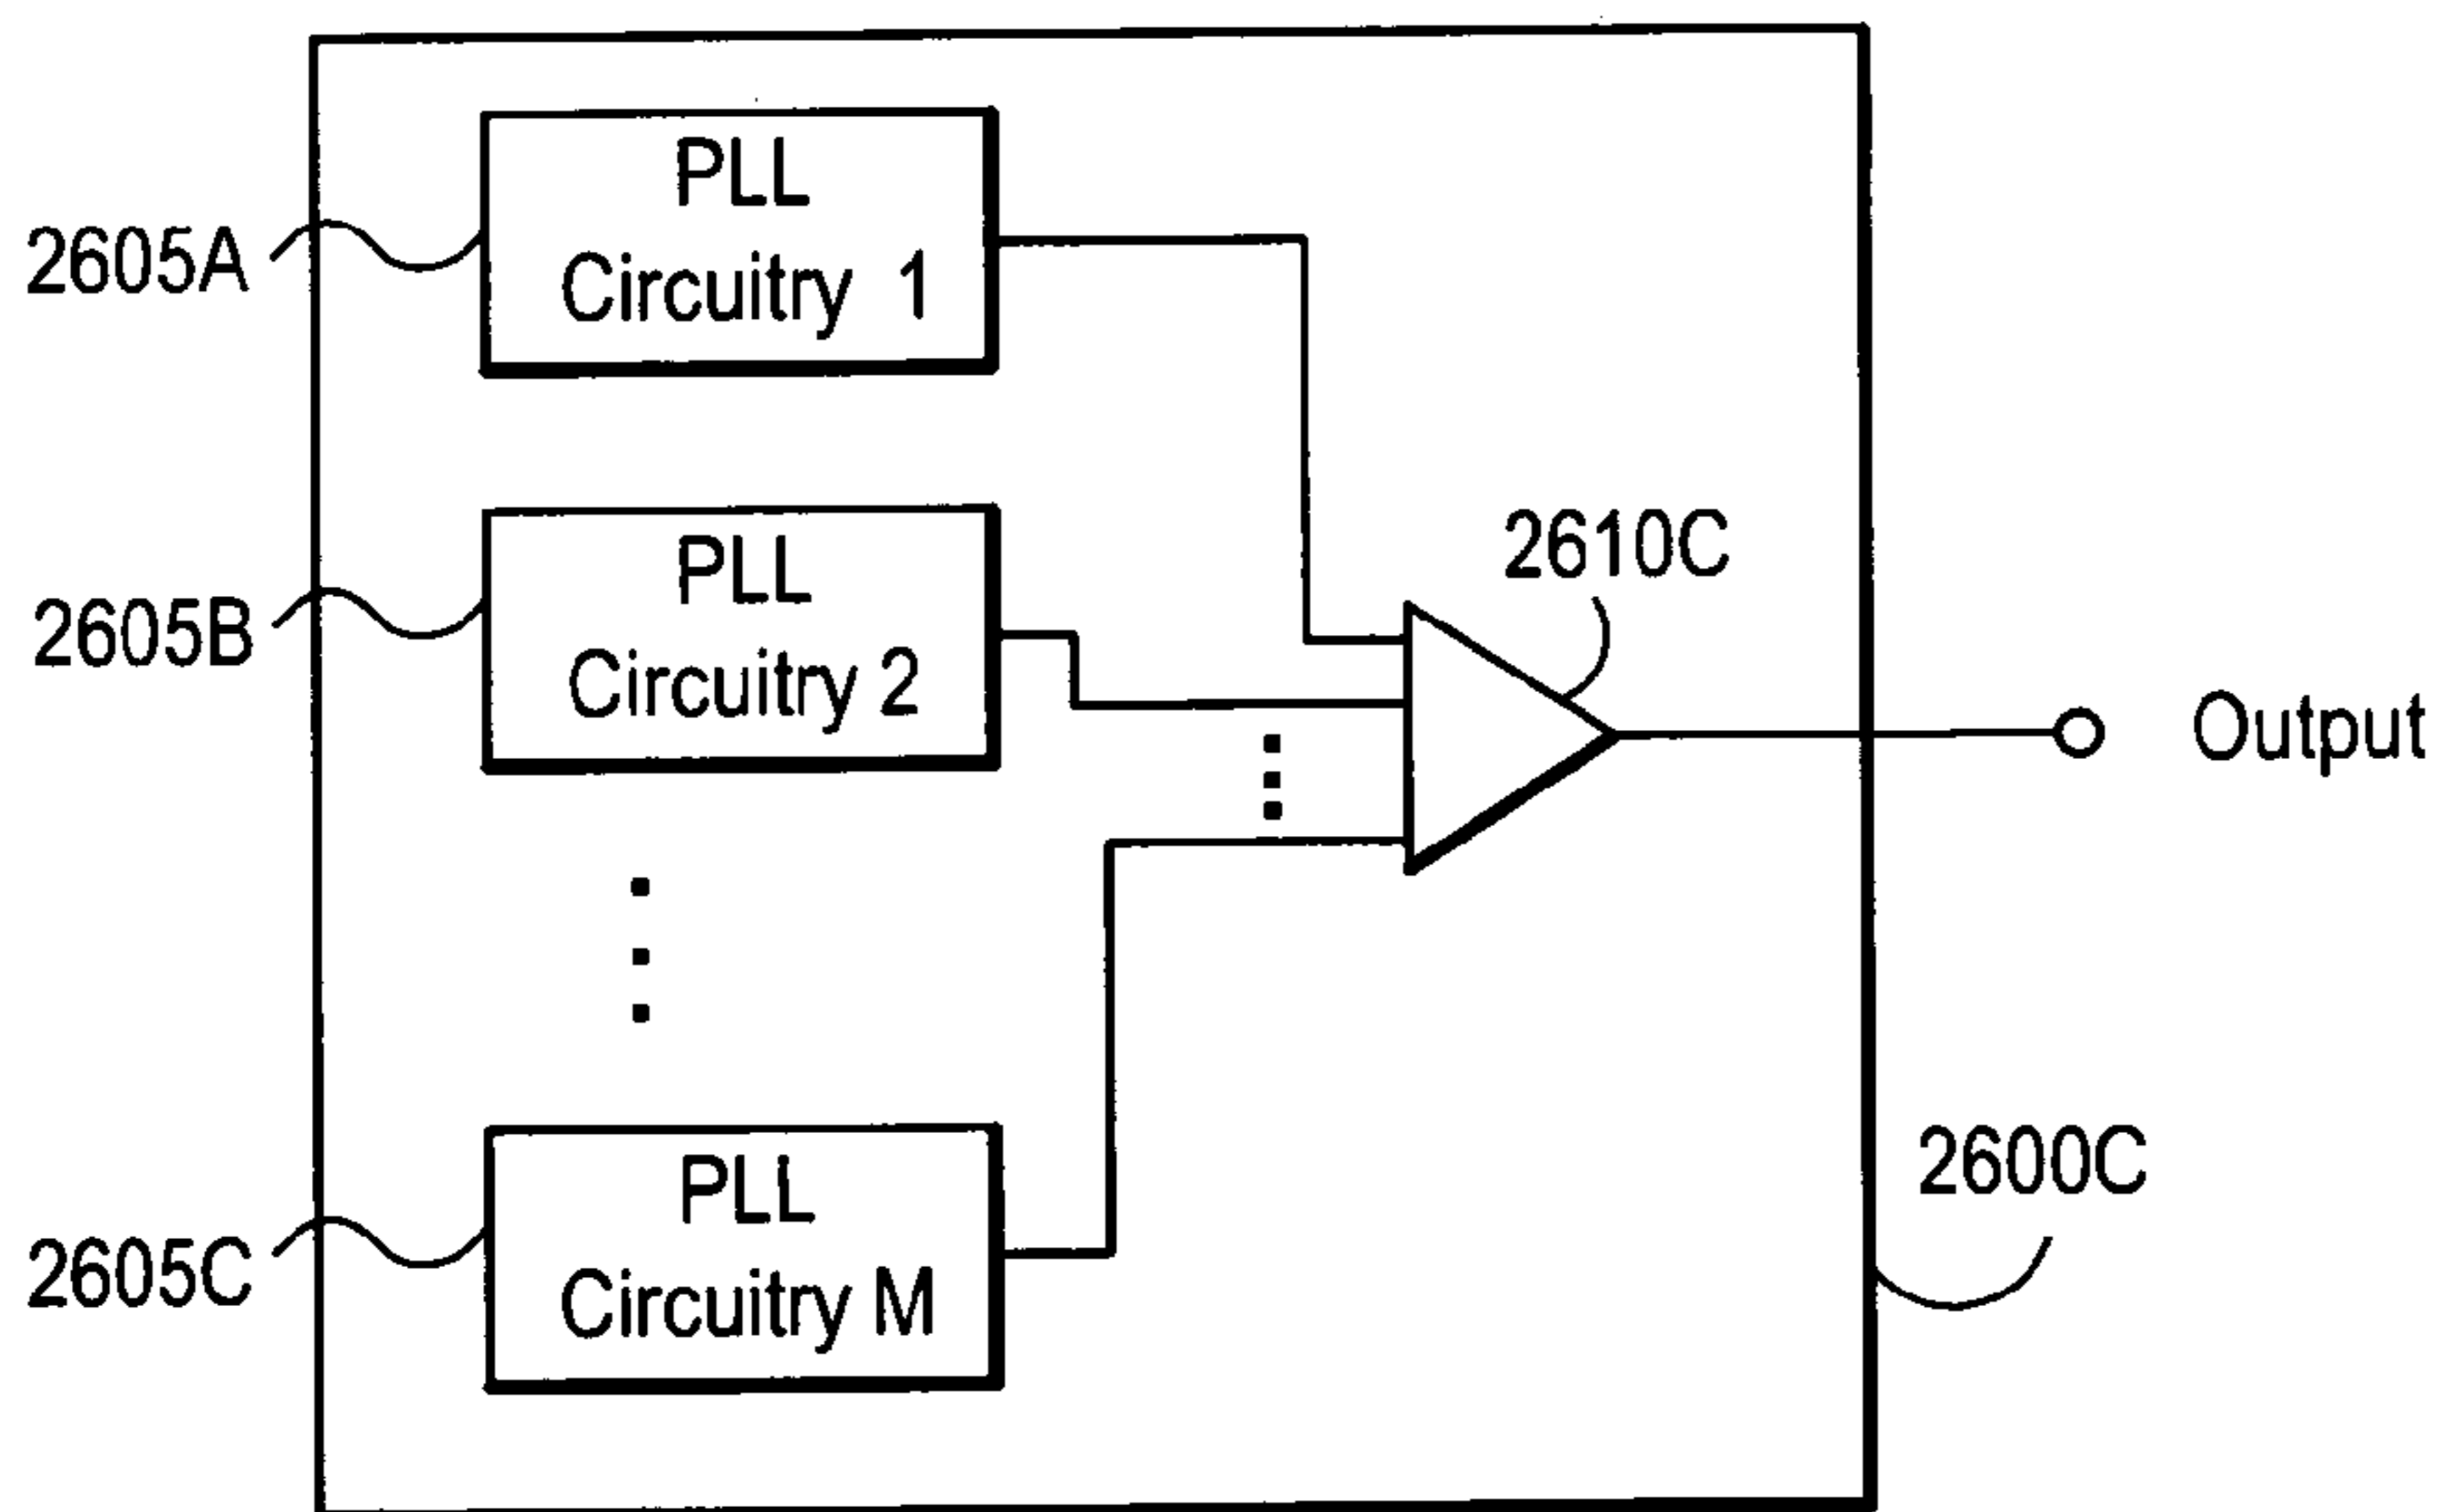 PLL
Circuitry 1
2605A
PLL
Circuitry 2
2605B
2610C
Output
PLL
Circuitry M
2605C
2600C